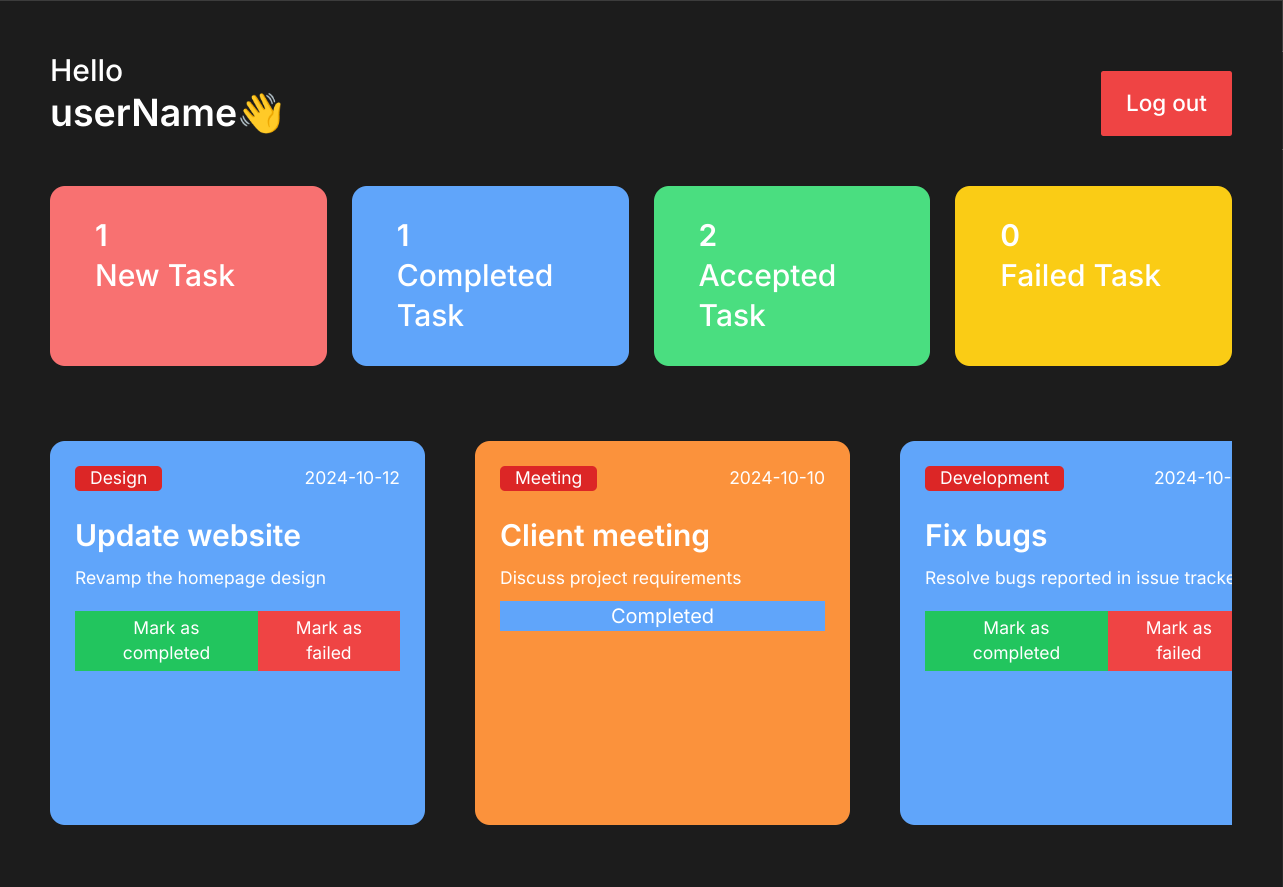 Hello
userName👋
Log out
1
New Task
1
Completed
Task
2
Accepted
Task
0
Failed Task
Design
2024-10-12
Update website
Revamp the homepage design
Mark as
completed
Mark as
failed
Meeting
2024-10-10
Client meeting
Discuss project requirements
Completed
Development
2024-10-
Fix bugs
Resolve bugs reported in issue tracke
Mark as
completed
Mark as
failed